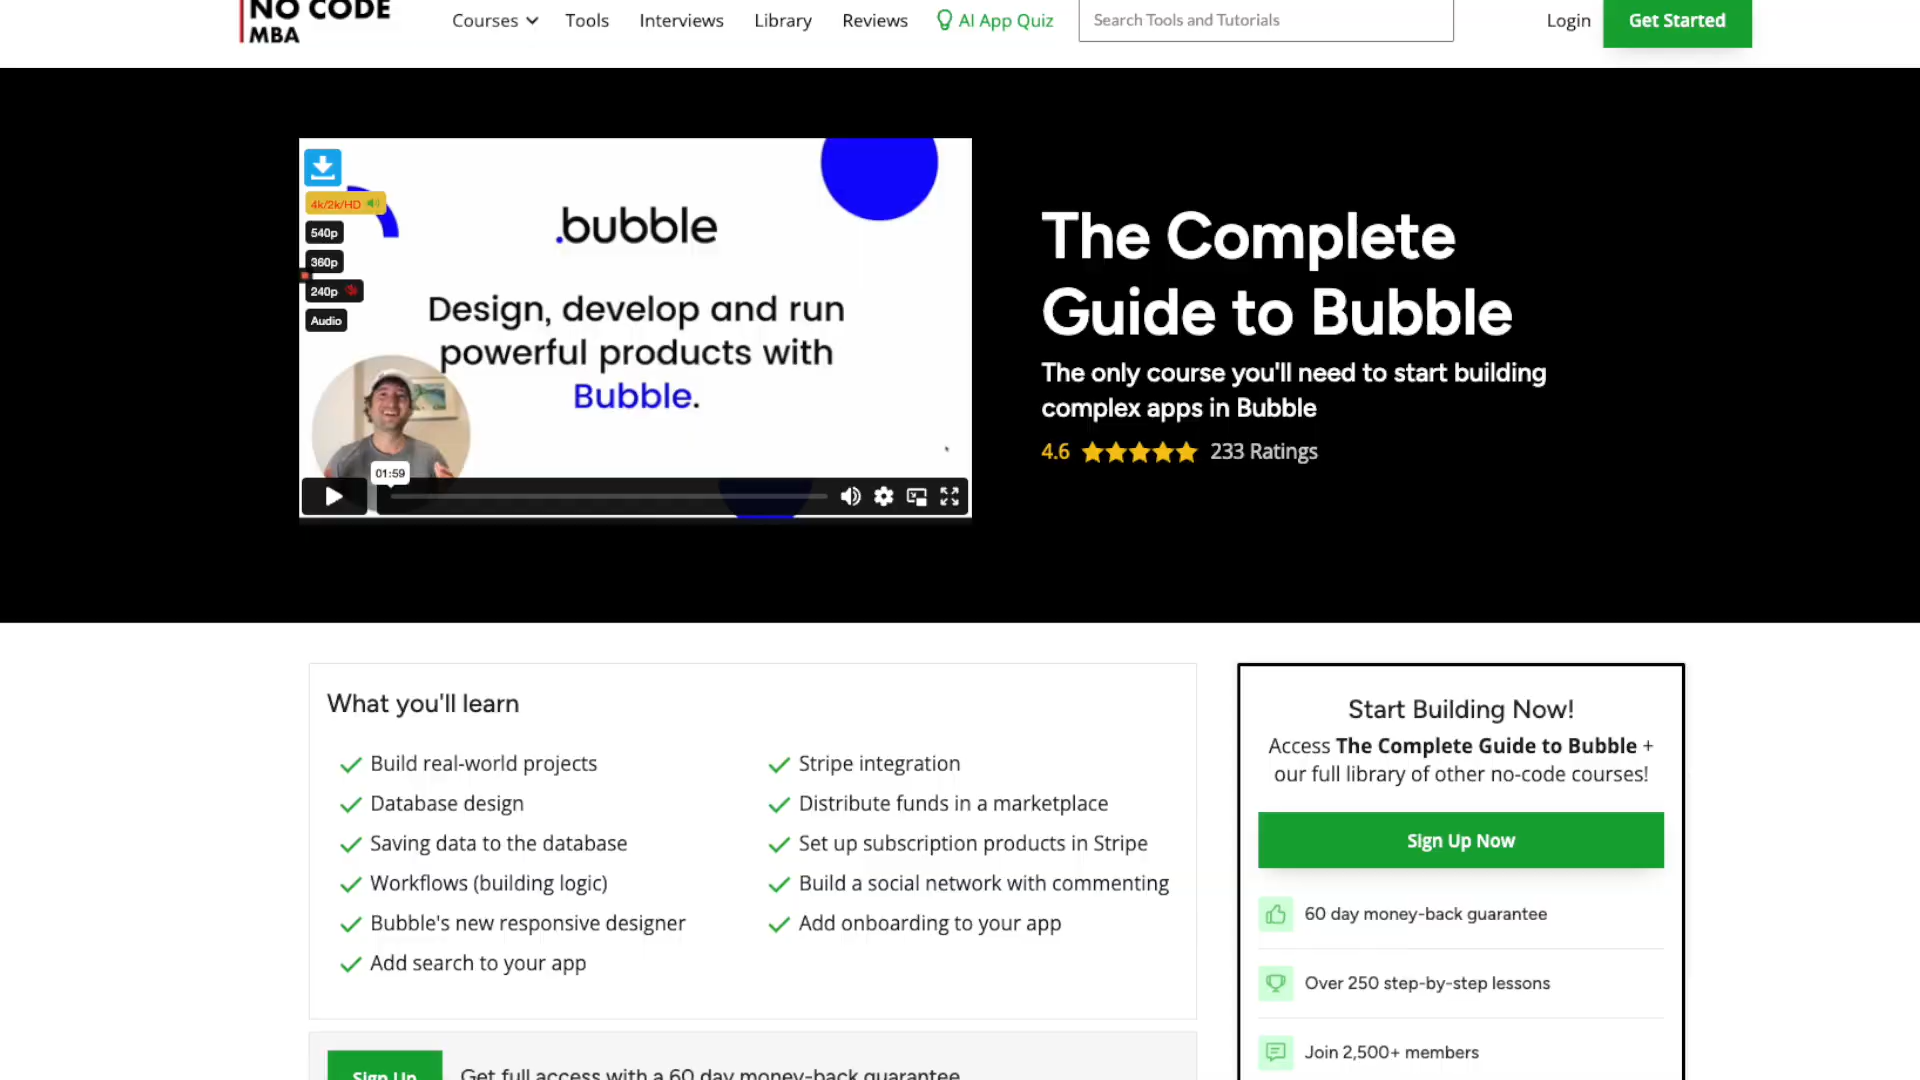 NO CODE
MBA
Courses
Tools
Interviews
Library
Reviews
AI App Quiz
Search Tools and Tutorials
Login
Get Started
4k/2k/HD
540p
360p
240p
Audio
.bubble
Design, develop and run
powerful products with
Bubble.
01:59
The Complete
Guide to Bubble
The only course you'll need to start building
complex apps in Bubble
4.6
233 Ratings
What you'll learn
Build real-world projects
Database design
Saving data to the database
Workflows (building logic)
Bubble's new responsive designer
Add search to your app
Stripe integration
Distribute funds in a marketplace
Set up subscription products in Stripe
Build a social network with commenting
Add onboarding to your app
Sign Up
Get full access with a 60 day money-back guarantee
Start Building Now!
Access The Complete Guide to Bubble +
our full library of other no-code courses!
Sign Up Now
60 day money-back guarantee
Over 250 step-by-step lessons
Join 2,500+ members